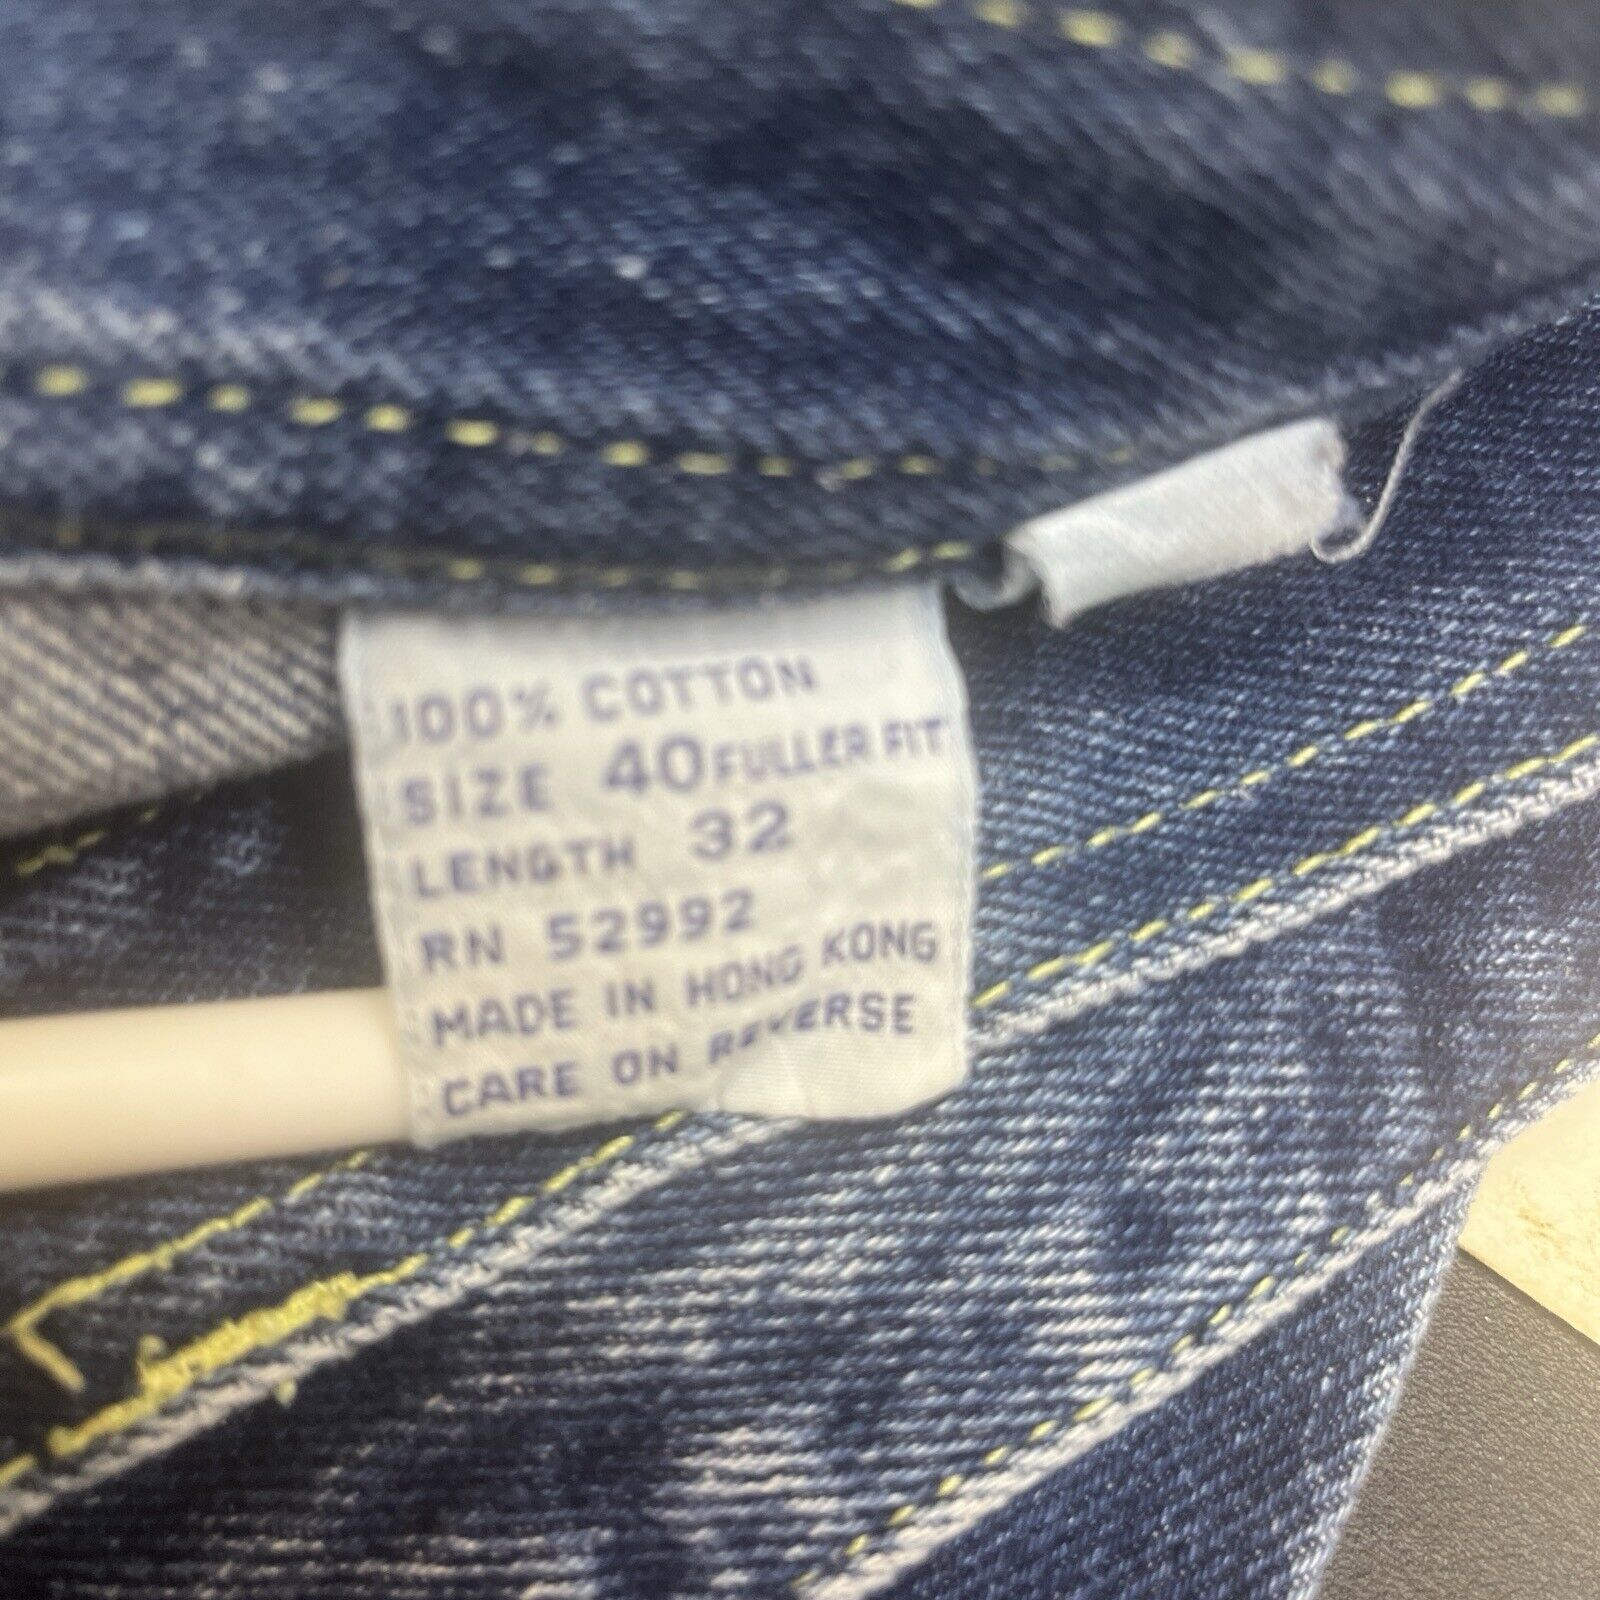 100% COTTON
SIZE 40 FULLER FIT
LENGTH 32
RN 52992
MADE IN HONG KONG
CARE ON REVERSE